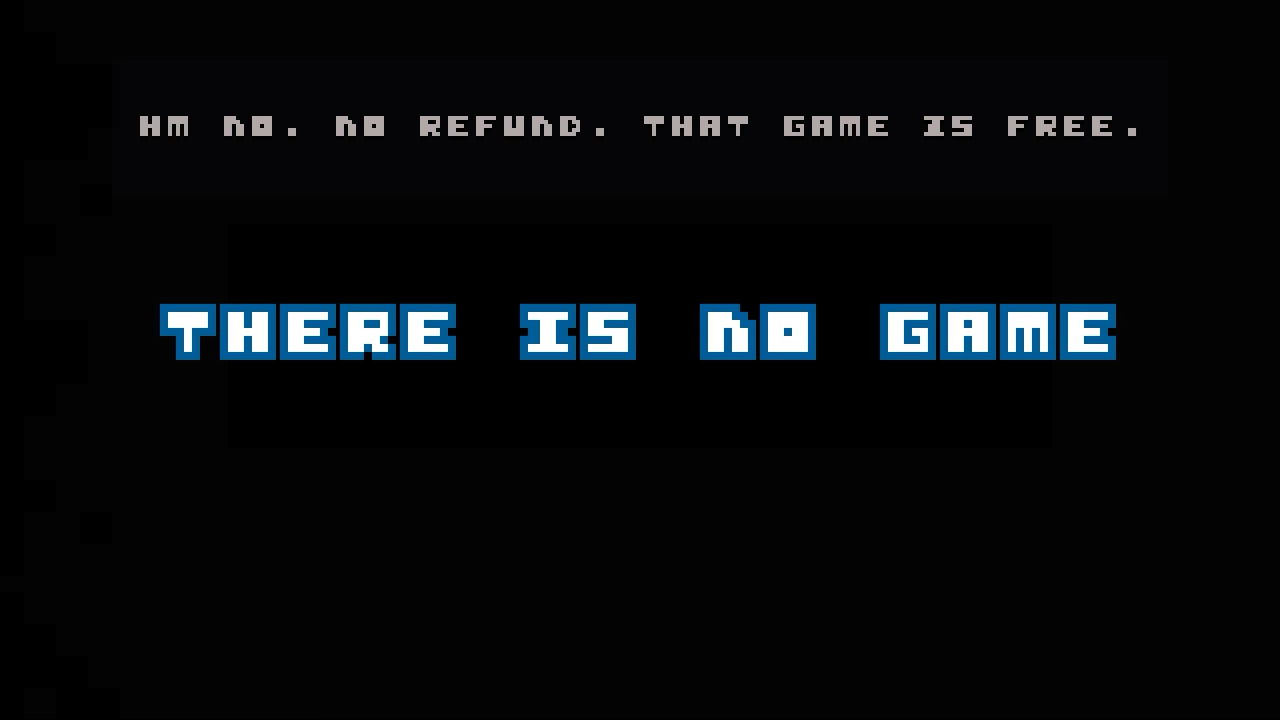 HM NO. NO REFUND. THAT GAME IS FREE.
THERE IS NO GAME